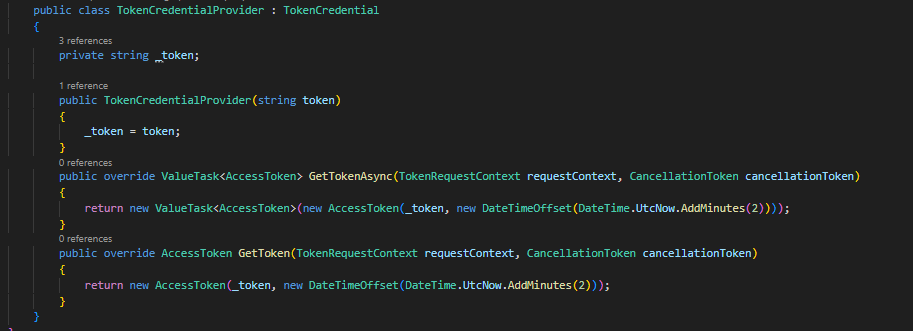 public class TokenCredentialProvider : TokenCredential
{
3 references
private string _token;
1 reference
public TokenCredentialProvider(string token)
{
_token = token;
}
0 references
public override ValueTask<AccessToken> GetTokenAsync(TokenRequestContext requestContext, CancellationToken cancellationToken)
{
return new ValueTask<AccessToken>(new AccessToken(_token, new DateTimeOffset(DateTime.UtcNow.AddMinutes(2))));
}
0 references
public override AccessToken GetToken(TokenRequestContext requestContext, CancellationToken cancellationToken)
{
return new AccessToken(_token, new DateTimeOffset(DateTime.UtcNow.AddMinutes(2)));
}
}